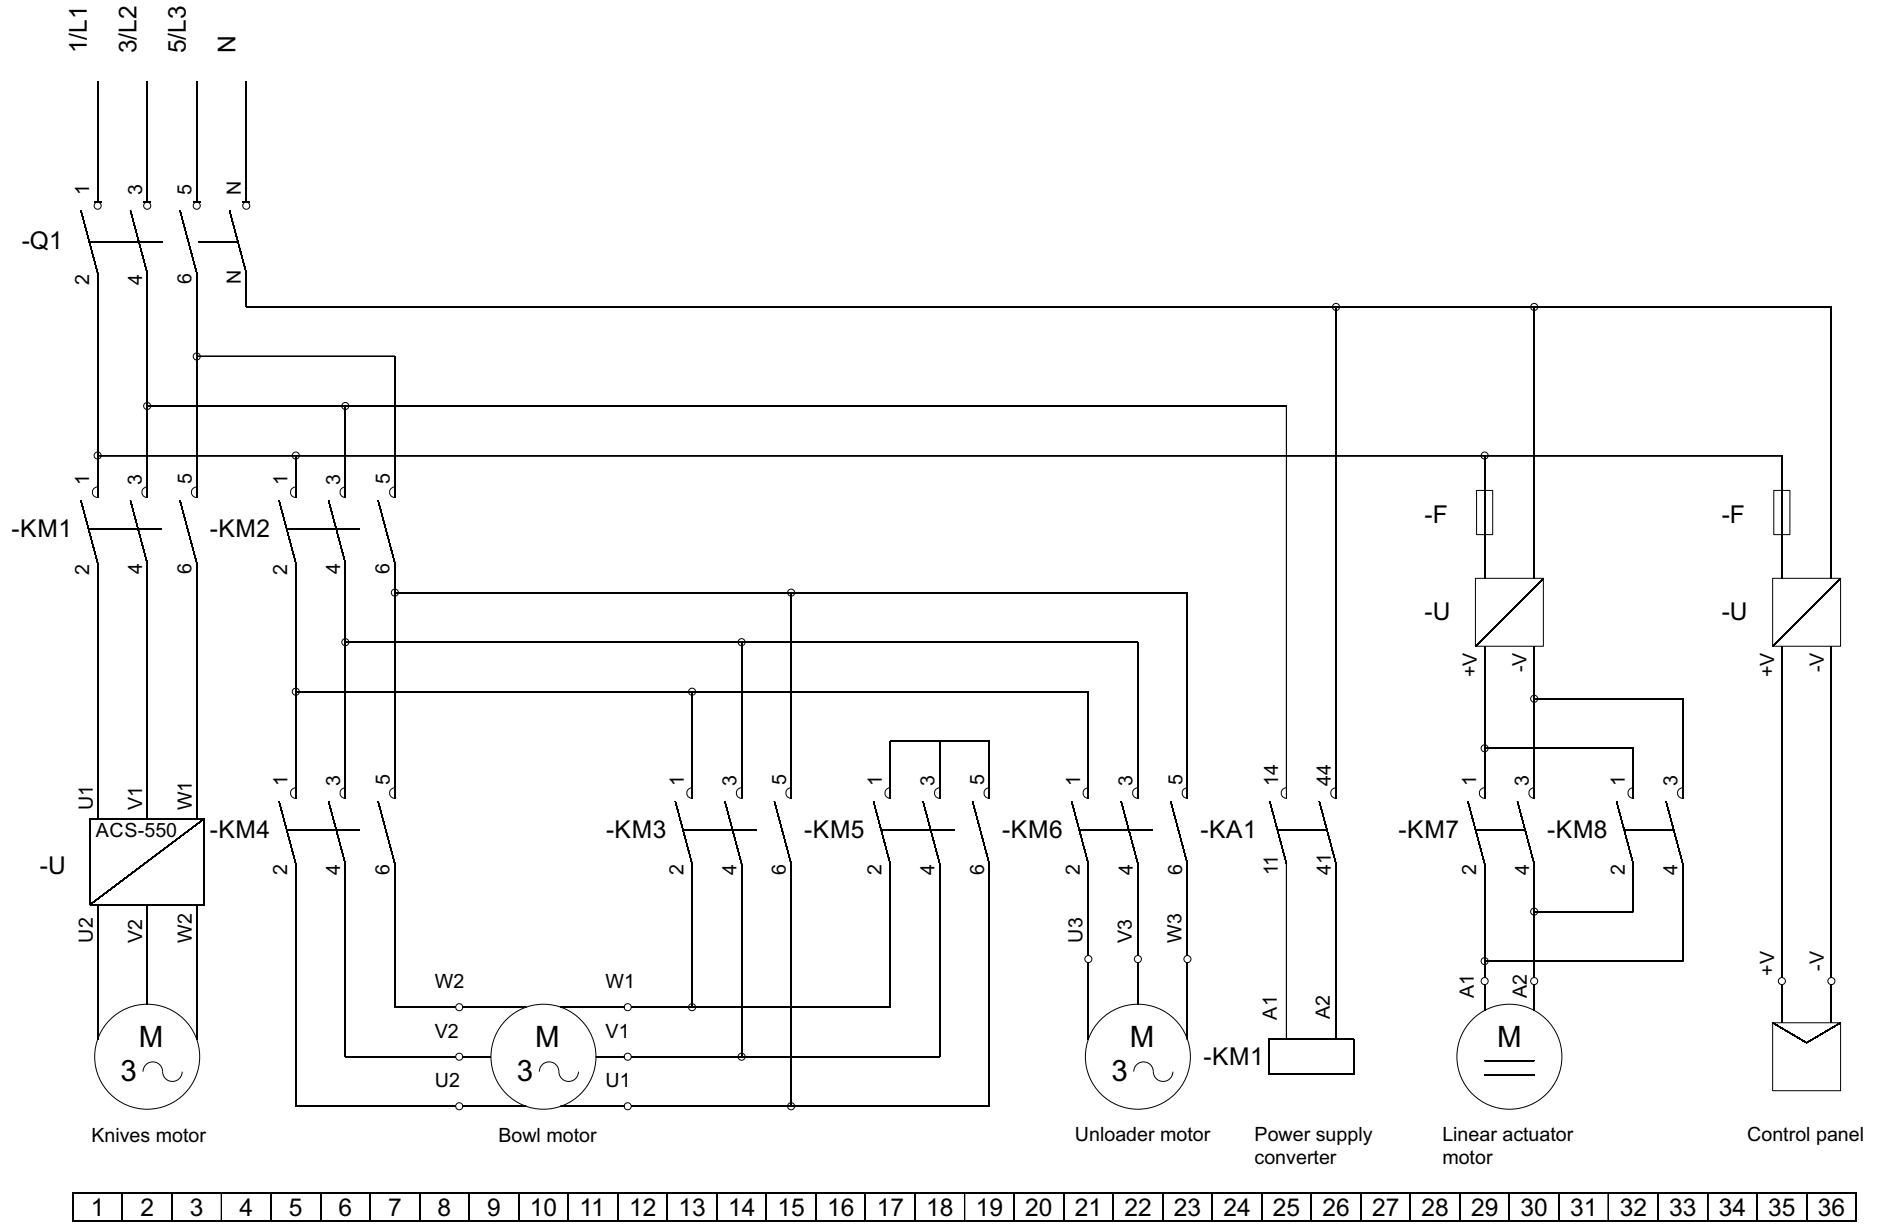 1/L1 3/L2 5/L3 N
1 3 5 N
-Q1
2 4 6 N
1 3 5 1 3 5
-KM1 -KM2 -F -F
2 4 6 2 4 6
-U -U
+V -V +V -V
U1 V1 W1 1 3 5 1 3 5 1 3 5 1 3 5 14 44 1 3 1 3
ACS-550 -KM4 -KM3 -KM5 -KM6 -KA1 -KM7 -KM8
-U 2 4 6 2 4 6 2 4 6 2 4 6 11 41 2 4 2 4
U2 V2 W2 U3 V3 W3
W2 W1 A1 A2 +V -V
V2 V1 A1 A2
M M M -KM1 M
3 3 3
U2 U1
Knives motor Bowl motor Unloader motor Power supply Linear actuator Control panel
converter motor
1 2 3 4 5 6 7 8 9 10 11 12 13 14 15 16 17 18 19 20 21 22 23 24 25 26 27 28 29 30 31 32 33 34 35 36